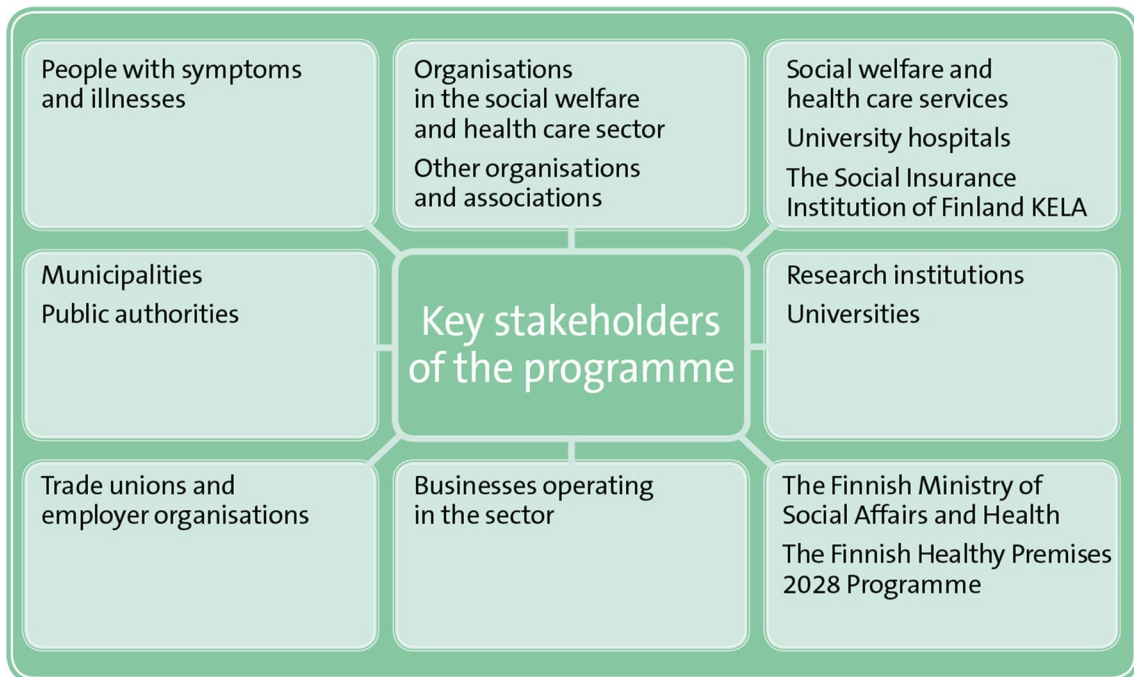 People with symptoms
and illnesses
Organisations
in the social welfare
and health care sector
Other organisations
and associations
Social welfare and
health care services
University hospitals
The Social Insurance
Institution of Finland KELA
Municipalities
Public authorities
Key stakeholders
of the programme
Research institutions
Universities
Trade unions and
employer organisations
Businesses operating
in the sector
The Finnish Ministry of
Social Affairs and Health
The Finnish Healthy Premises
2028 Programme